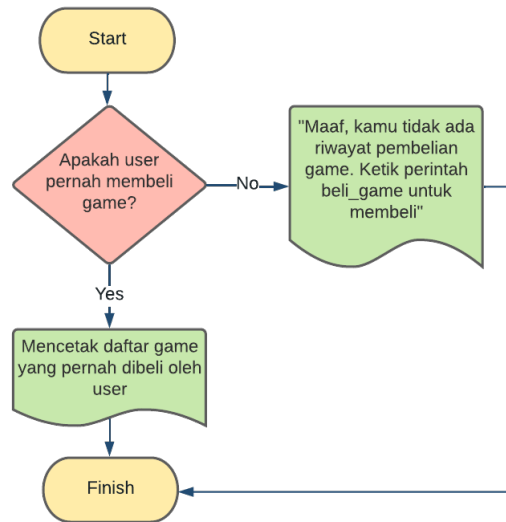 Start
Apakah user
pernah membeli
game?
No
"Maaf, kamu tidak ada
riwayat pembelian
game. Ketik perintah
beli_game untuk
membeli"
Yes
Mencetak daftar game
yang pernah dibeli oleh
user
Finish